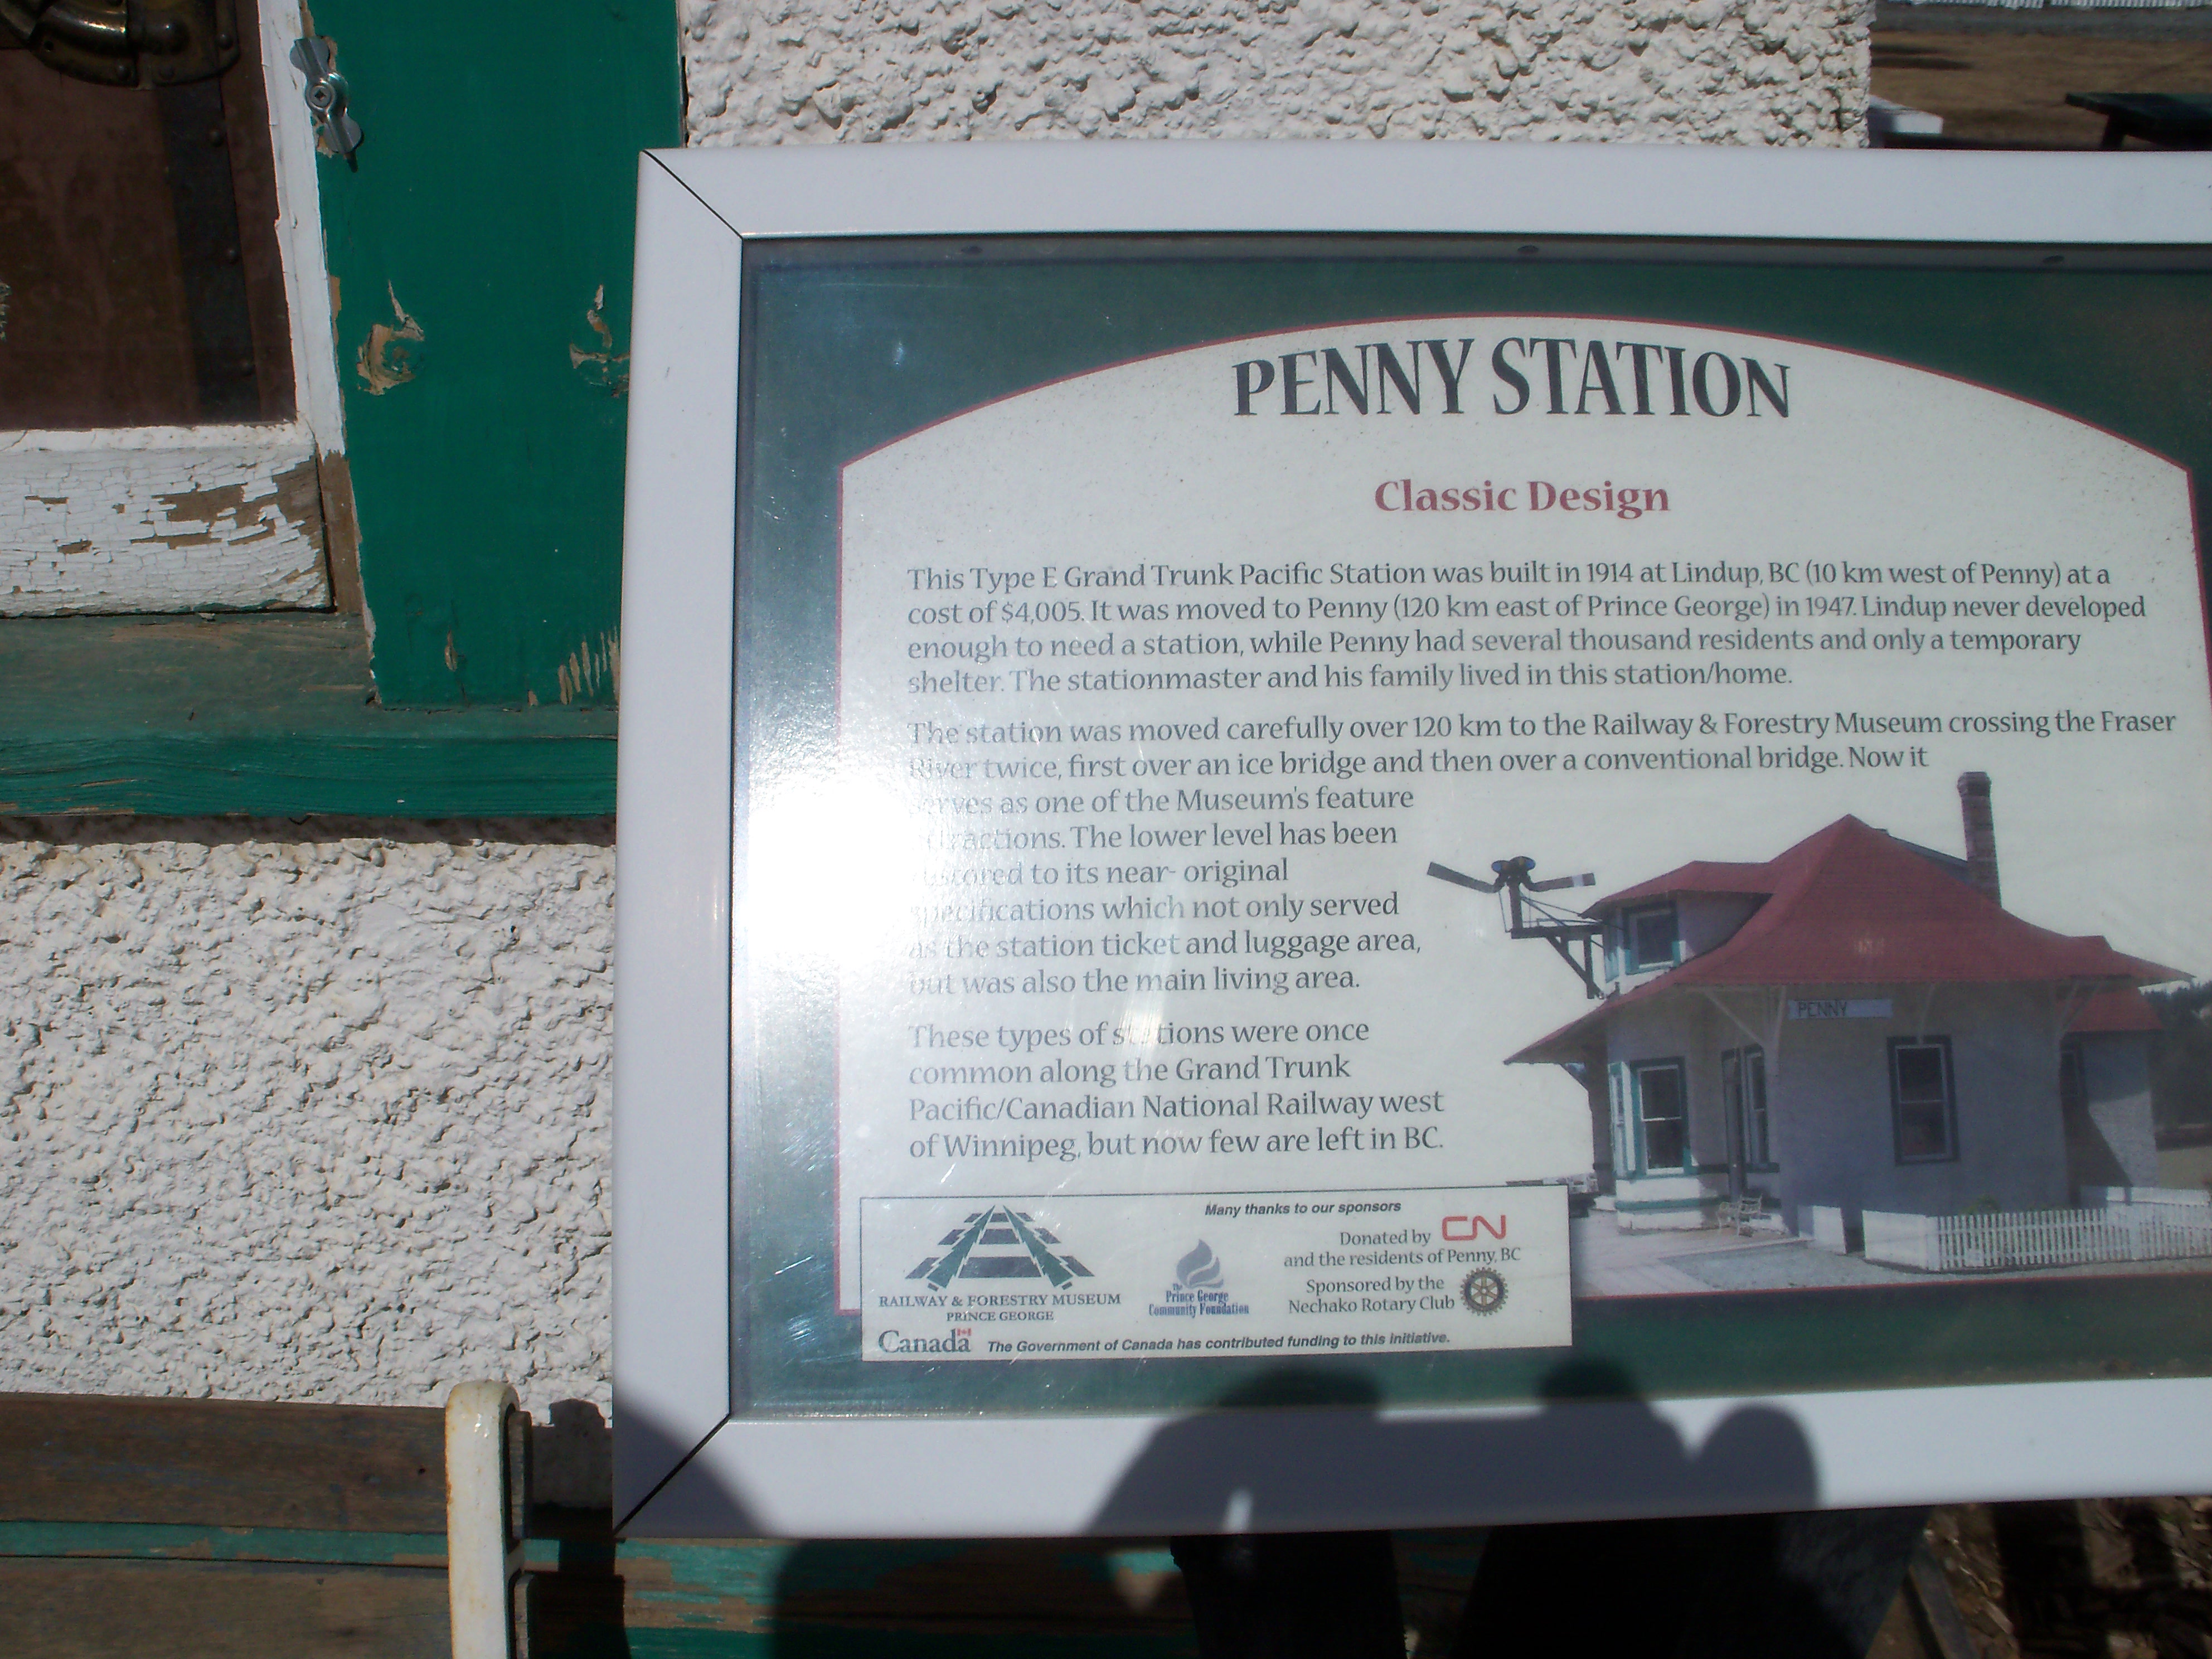 PENNY STATION
Classic Design
This Type E Grand Trunk Pacific Station was built in 1914 at Lindup, BC (10 km west of Penny) at a
cost of $4,005. It was moved to Penny (120 km east of Prince George) in 1947. Lindup never developed
enough to need a station, while Penny had several thousand residents and only a temporary
shelter. The stationmaster and his family lived in this station/home.
The station was moved carefully over 120 km to the Railway & Forestry Museum crossing the Fraser
River twice, first over an ice bridge and then over a conventional bridge. Now it
serves as one of the Museum's feature
attractions. The lower level has been
restored to its near- original
specifications which not only served
as the station ticket and luggage area,
but was also the main living area.
These types of stations were once
common along the Grand Trunk
Pacific/Canadian National Railway west
of Winnipeg, but now few are left in BC.
PENNY
Many thanks to our sponsors
Donated by CN
and the residents of Penny, BC
Sponsored by the
Nechako Rotary Club
The
Prince George
Community Foundation
RAILWAY & FORESTRY MUSEUM
PRINCE GEORGE
Canada The Government of Canada has contributed funding to this initiative.